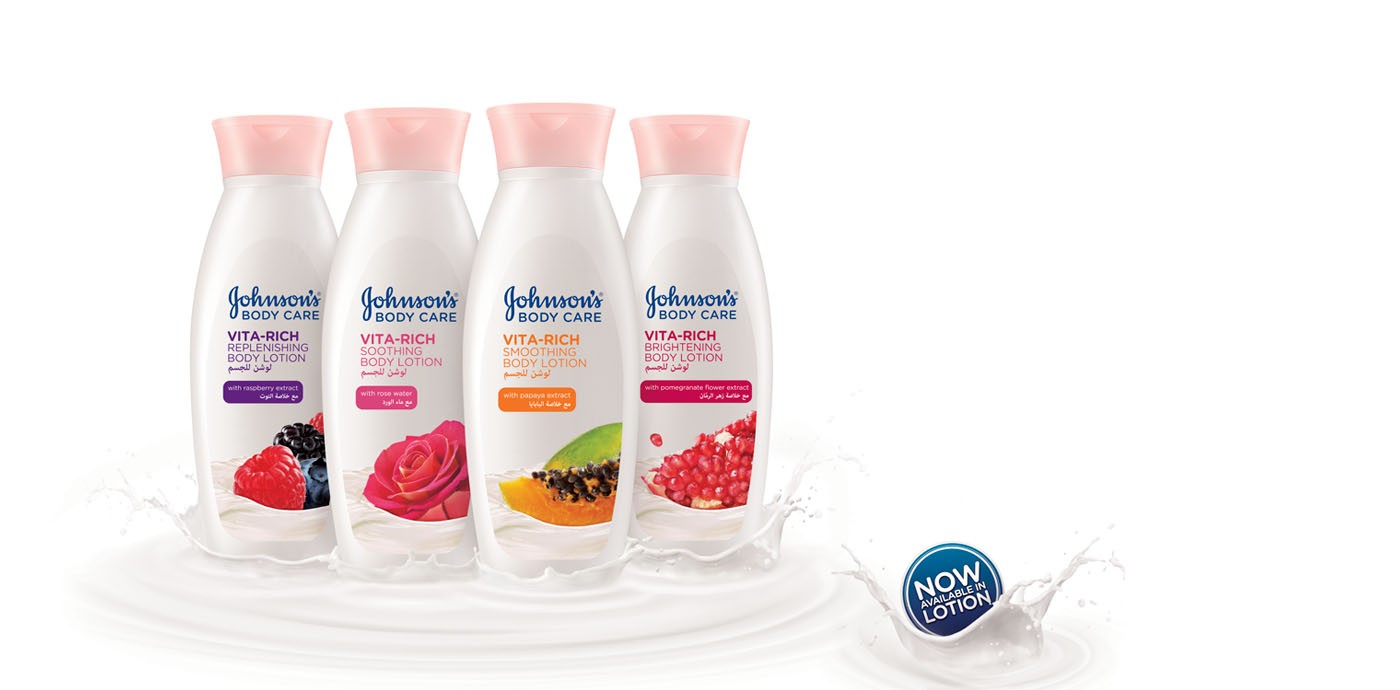 Johnson's®
BODY CARE
VITA-RICH
REPLENISHING
BODY LOTION
لوشن للجسم
with raspberry extract
مع خلاصة التوت
Johnson's
BODY CARE
VITA-RICH
SOOTHING
BODY LOTION
لوشن للجسم
with rose water
مع ماء الورد
Johnson's®
BODY CARE
VITA-RICH
SMOOTHING
BODY LOTION
لوشن للجسم
with papaya extract
مع خلاصة البابايا
Johnson's®
BODY CARE
VITA-RICH
BRIGHTENING
BODY LOTION
لوشن للجسم
with pomegranate flower extract
مع خلاصة زهر الرمّان
NOW
AVAILABLE IN
LOTION